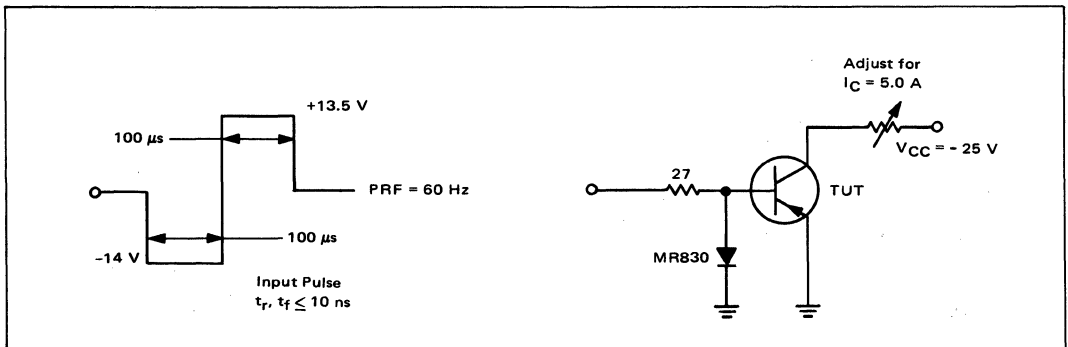 +13.5 V
100 µs
PRF = 60 Hz
100 µs
−14 V
Input Pulse
tr, tf ≤ 10 ns
Adjust for
IC = 5.0 A
VCC = - 25 V
27
TUT
MR830